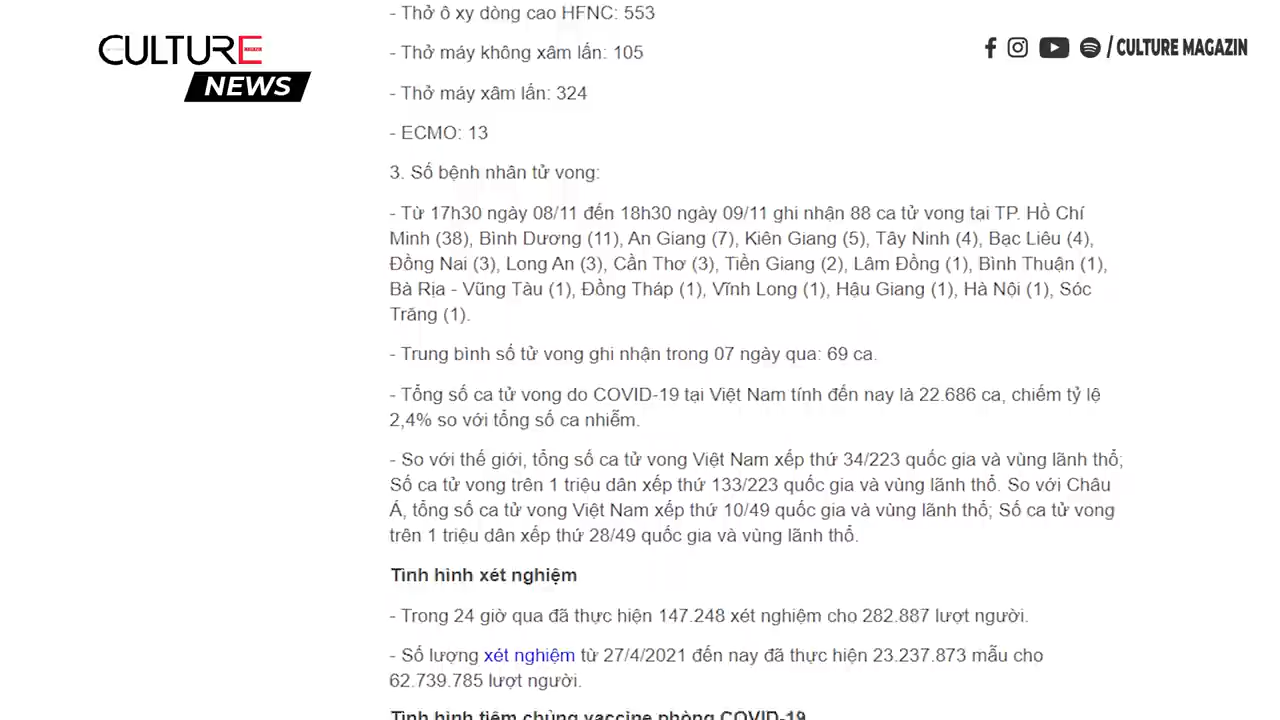 - Thở ô xy dòng cao HFNC: 553
CULTURE
NEWS
/ CULTURE MAGAZIN
- Thở máy không xâm lấn: 105
- Thở máy xâm lấn: 324
- ECMO: 13
3. Số bệnh nhân tử vong:
- Từ 17h30 ngày 08/11 đến 18h30 ngày 09/11 ghi nhận 88 ca tử vong tại TP. Hồ Chí
Minh (38), Bình Dương (11), An Giang (7), Kiên Giang (5), Tây Ninh (4), Bạc Liêu (4),
Đồng Nai (3), Long An (3), Cần Thơ (3), Tiền Giang (2), Lâm Đồng (1), Bình Thuận (1),
Bà Rịa - Vũng Tàu (1), Đồng Tháp (1), Vĩnh Long (1), Hậu Giang (1), Hà Nội (1), Sóc
Trăng (1).
- Trung bình số tử vong ghi nhận trong 07 ngày qua: 69 ca.
- Tổng số ca tử vong do COVID-19 tại Việt Nam tính đến nay là 22.686 ca, chiếm tỷ lệ
2,4% so với tổng số ca nhiễm.
- So với thế giới, tổng số ca tử vong Việt Nam xếp thứ 34/223 quốc gia và vùng lãnh thổ;
Số ca tử vong trên 1 triệu dân xếp thứ 133/223 quốc gia và vùng lãnh thổ. So với Châu
Á, tổng số ca tử vong Việt Nam xếp thứ 10/49 quốc gia và vùng lãnh thổ; Số ca tử vong
trên 1 triệu dân xếp thứ 28/49 quốc gia và vùng lãnh thổ.
Tình hình xét nghiệm
- Trong 24 giờ qua đã thực hiện 147.248 xét nghiệm cho 282.887 lượt người.
- Số lượng xét nghiệm từ 27/4/2021 đến nay đã thực hiện 23.237.873 mẫu cho
62.739.785 lượt người.
Tình hình tiêm chủng vaccine phòng COVID-19